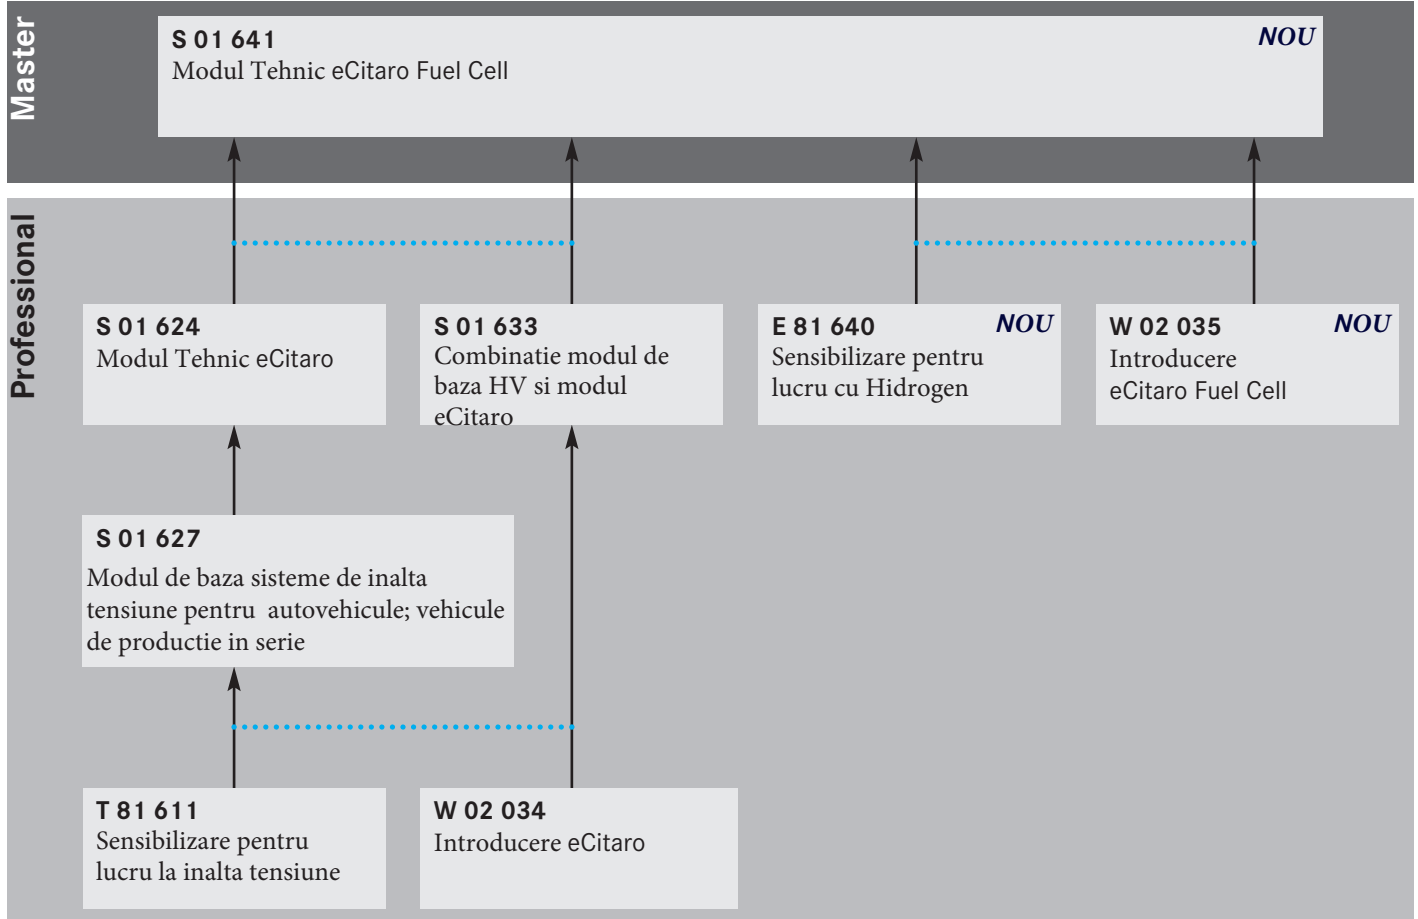 Master
S 01 641
NOU
Modul Tehnic eCitaro Fuel Cell
Professional
S 01 624
Modul Tehnic eCitaro
S 01 633
Combinatie modul de
baza HV si modul
eCitaro
E 81 640
NOU
Sensibilizare pentru
lucru cu Hidrogen
W 02 035
NOU
Introducere
eCitaro Fuel Cell
S 01 627
Modul de baza sisteme de inalta
tensiune pentru autovehicule; vehicule
de productie in serie
T 81 611
Sensibilizare pentru
lucru la inalta tensiune
W 02 034
Introducere eCitaro